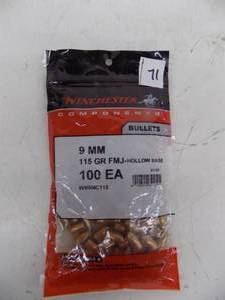 71
WINCHESTER
COMPONENTS
BULLETS
9 MM
115 GR FMJ-HOLLOW BASE
100 EA